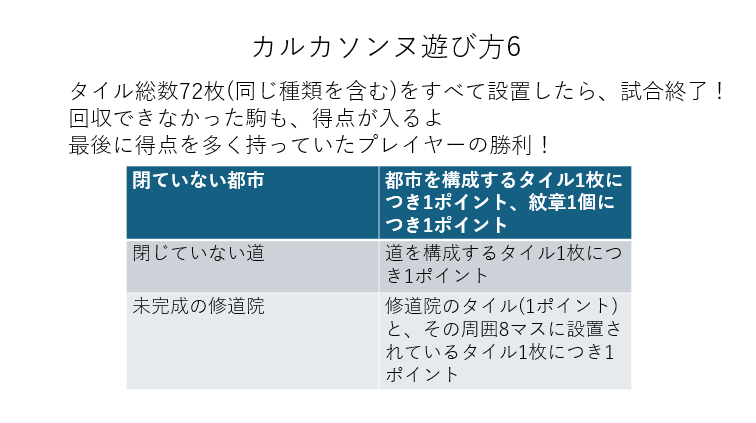 カルカソンヌ遊び方6
タイル総数72枚(同じ種類を含む)をすべて設置したら、試合終了！
回収できなかった駒も、得点が入るよ
最後に得点を多く持っていたプレイヤーの勝利！
閉ていない都市
都市を構成するタイル1枚に
つき1ポイント、紋章1個に
つき1ポイント
閉じていない道
道を構成するタイル1枚につ
き1ポイント
未完成の修道院
修道院のタイル(1ポイント)
と、その周囲8マスに設置さ
れているタイル1枚につき1
ポイント